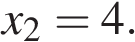 x₂ = 4.